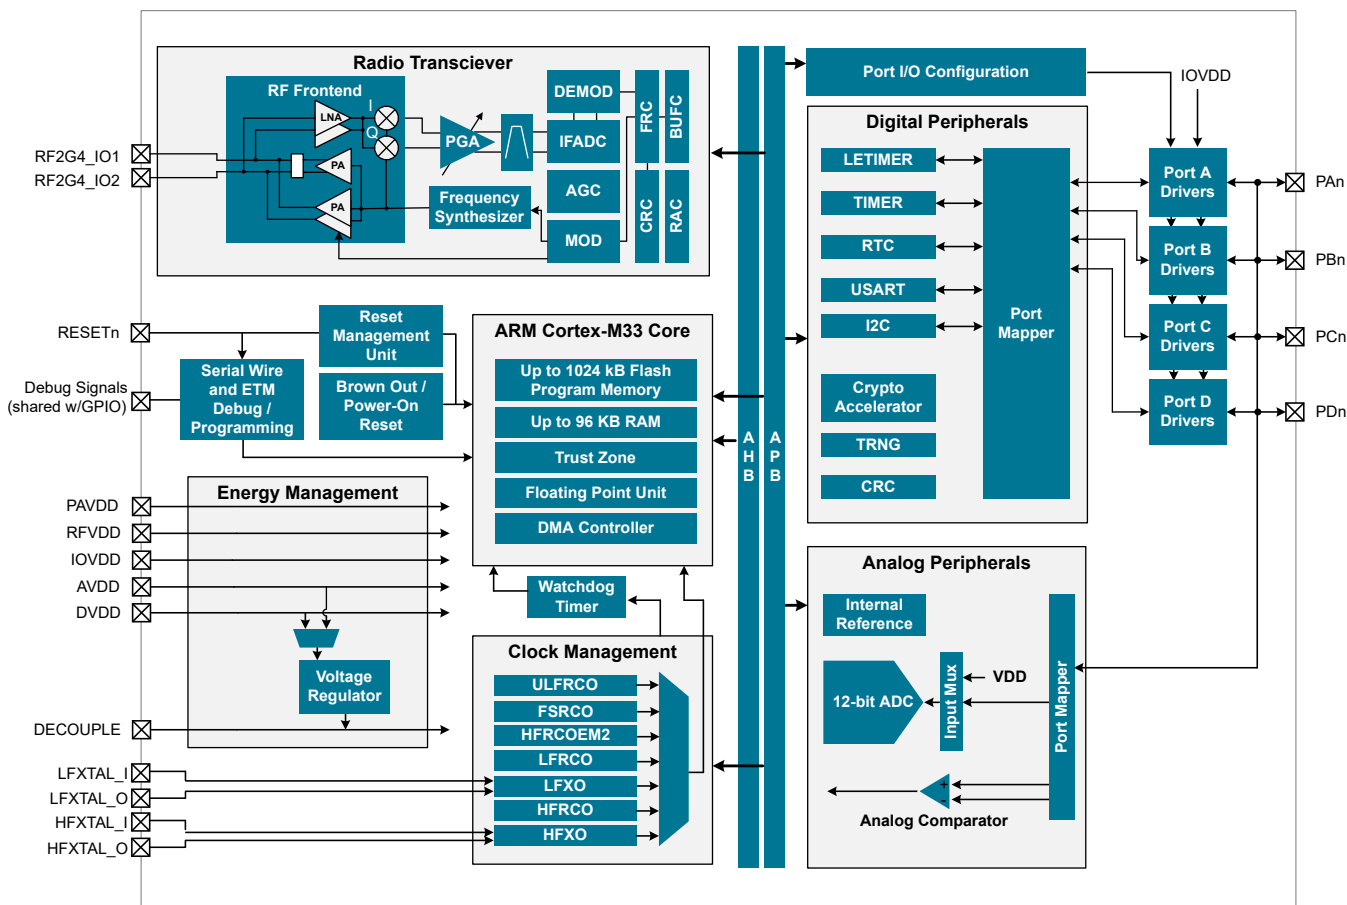 Radio Transciever
RF Frontend
LNA
I
Q
PA
PA
PGA
DEMOD
IFADC
AGC
MOD
Frequency
Synthesizer
FRC
BUFC
CRC
RAC
RF2G4_IO1
RF2G4_IO2
RESETn
Debug Signals
(shared w/GPIO)
Reset
Management
Unit
Serial Wire
and ETM
Debug /
Programming
Brown Out /
Power-On
Reset
ARM Cortex-M33 Core
Up to 1024 kB Flash
Program Memory
Up to 96 KB RAM
Trust Zone
Floating Point Unit
DMA Controller
Energy Management
PAVDD
RFVDD
IOVDD
AVDD
DVDD
Voltage
Regulator
DECOUPLE
Watchdog
Timer
Clock Management
ULFRCO
FSRCO
HFRCOEM2
LFRCO
LFXO
HFRCO
HFXO
LFXTAL_I
LFXTAL_O
HFXTAL_I
HFXTAL_O
A
H
B
A
P
B
Port I/O Configuration
IOVDD
Digital Peripherals
LETIMER
TIMER
RTC
USART
I2C
Crypto
Accelerator
TRNG
CRC
Port
Mapper
Port A
Drivers
Port B
Drivers
Port C
Drivers
Port D
Drivers
PAn
PBn
PCn
PDn
Analog Peripherals
Internal
Reference
12-bit ADC
Input Mux
VDD
Port Mapper
+
-
Analog Comparator